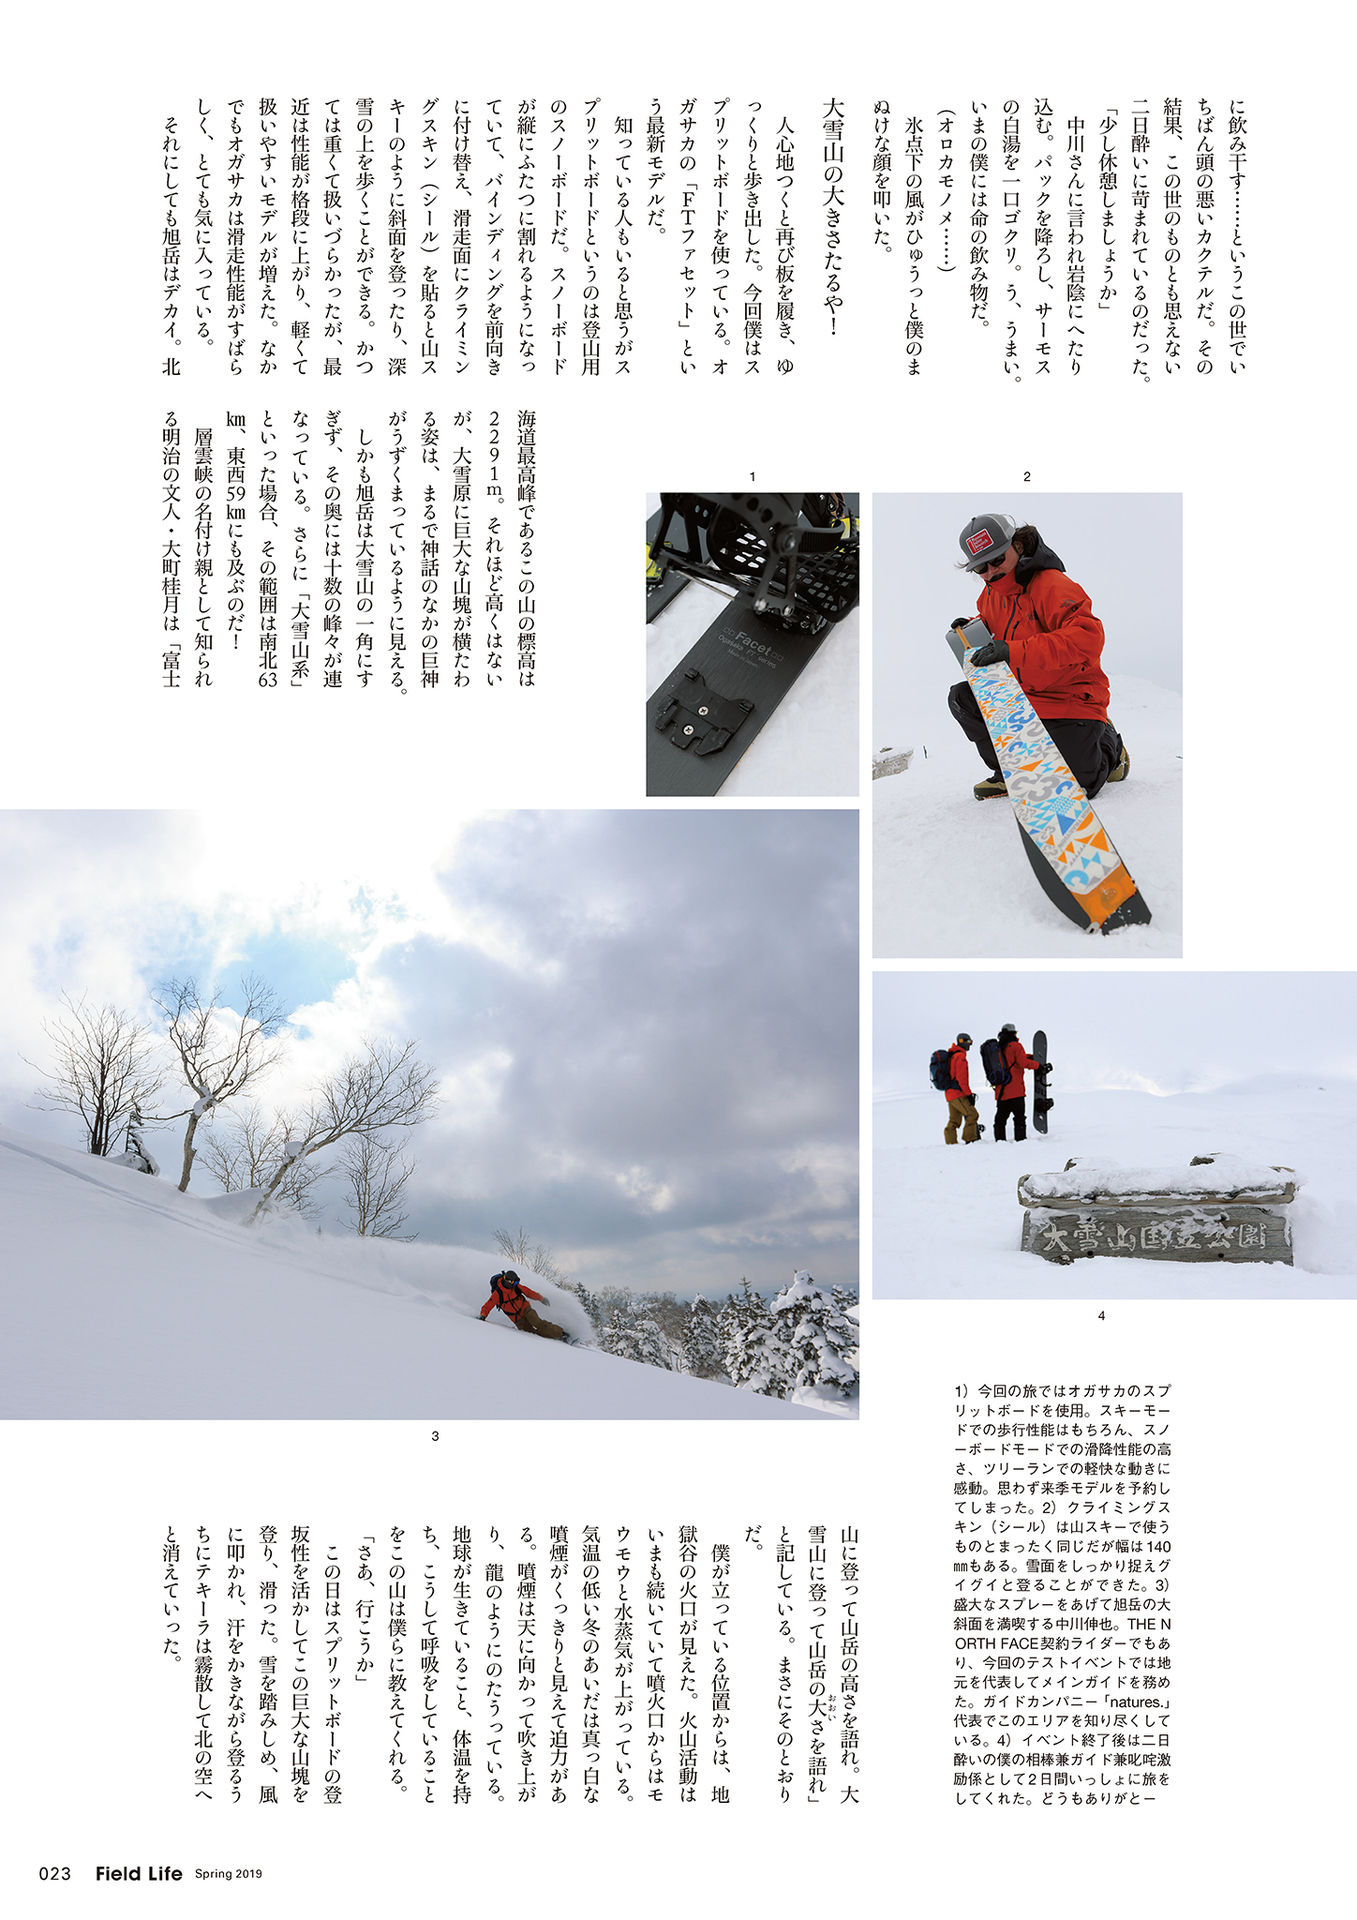 に飲み干す……というこの世でい
ちばん頭の悪いカクテルだ。その
結果、この世のものとも思えない
二日酔いに苛まれているのだった。
「少し休憩しましょうか」
中川さんに言われ岩陰にへたり
込む。パックを降ろし、サーモス
の白湯を一口ゴクリ。う、うまい。
いまの僕には命の飲み物だ。
(オロカモノメ……)
氷点下の風がひゅうっと僕のま
ぬけな顔を叩いた。
大雪山の大きさたるや!
人心地つくと再び板を履き、ゆ
っくりと歩き出した。今回僕はス
プリットボードを使っている。オ
ガサカの「FTファセット」とい
う最新モデルだ。
知っている人もいると思うがス
プリットボードというのは登山用
のスノーボードだ。スノーボード
が縦にふたつに割れるようになっ
ていて、バインディングを前向き
に付け替え、滑走面にクライミン
グスキン(シール)を貼ると山ス
キーのように斜面を登ったり、深
雪の上を歩くことができる。かつ
ては重くて扱いづらかったが、最
近は性能が格段に上がり、軽くて
扱いやすいモデルが増えた。なか
でもオガサカは滑走性能がすばら
しく、とても気に入っている。
それにしても旭岳はデカイ。北
海道最高峰であるこの山の標高は
2291m。それほど高くはない
が、大雪原に巨大な山塊が横たわ
る姿は、まるで神話のなかの巨神
がうずくまっているように見える。
しかも旭岳は大雪山の一角にす
ぎず、その奥には十数の峰々が連
なっている。さらに「大雪山系」
といった場合、その範囲は南北63
㎞、東西59㎞にも及ぶのだ!
層雲峡の名付け親として知られ
る明治の文人・大町桂月は「富士
1
Facet
Ogasaka FT series
Made in Japan
2
大雪山国立公園
3
4
山に登って山岳の高さを語れ。大
雪山に登って山岳の大さを語れ」
おおい
と記している。まさにそのとおり
だ。
僕が立っている位置からは、地
獄谷の火口が見えた。火山活動は
いまも続いていて噴火口からはモ
ウモウと水蒸気が上がっている。
気温の低い冬のあいだは真っ白な
噴煙がくっきりと見えて迫力があ
る。噴煙は天に向かって吹き上が
り、龍のようにのたうっている。
地球が生きていること、体温を持
ち、こうして呼吸をしていること
をこの山は僕らに教えてくれる。
「さあ、行こうか」
この日はスプリットボードの登
坂性を活かしてこの巨大な山塊を
登り、滑った。雪を踏みしめ、風
に叩かれ、汗をかきながら登るう
ちにテキーラは霧散して北の空へ
と消えていった。
1)今回の旅ではオガサカのスプ
リットボードを使用。スキーモー
ドでの歩行性能はもちろん、スノ
ーボードモードでの滑降性能の高
さ、ツリーランでの軽快な動きに
感動。思わず来季モデルを予約し
てしまった。2)クライミングス
キン(シール)は山スキーで使う
ものとまったく同じだが幅は140
㎜もある。雪面をしっかり捉えグ
イグイと登ることができた。3)
盛大なスプレーをあげて旭岳の大
斜面を満喫する中川伸也。THE N
ORTH FACE契約ライダーでもあ
り、今回のテストイベントでは地
元を代表してメインガイドを務め
た。ガイドカンパニー「natures.」
代表でこのエリアを知り尽くして
いる。4)イベント終了後は二日
酔いの僕の相棒兼ガイド兼叱咤激
励係として2日間いっしょに旅を
してくれた。どうもありがとー
023 Field Life Spring 2019